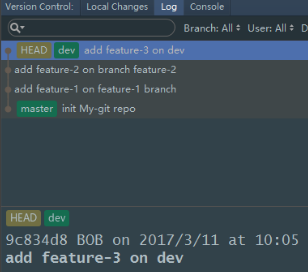 Version Control: Local Changes Log Console
Branch: All User: All D
HEAD dev add feature-3 on dev
add feature-2 on branch feature-2
add feature-1 on feature-1 branch
master init My-git repo
HEAD dev
9c834d8 BOB on 2017/3/11 at 10:05
add feature-3 on dev